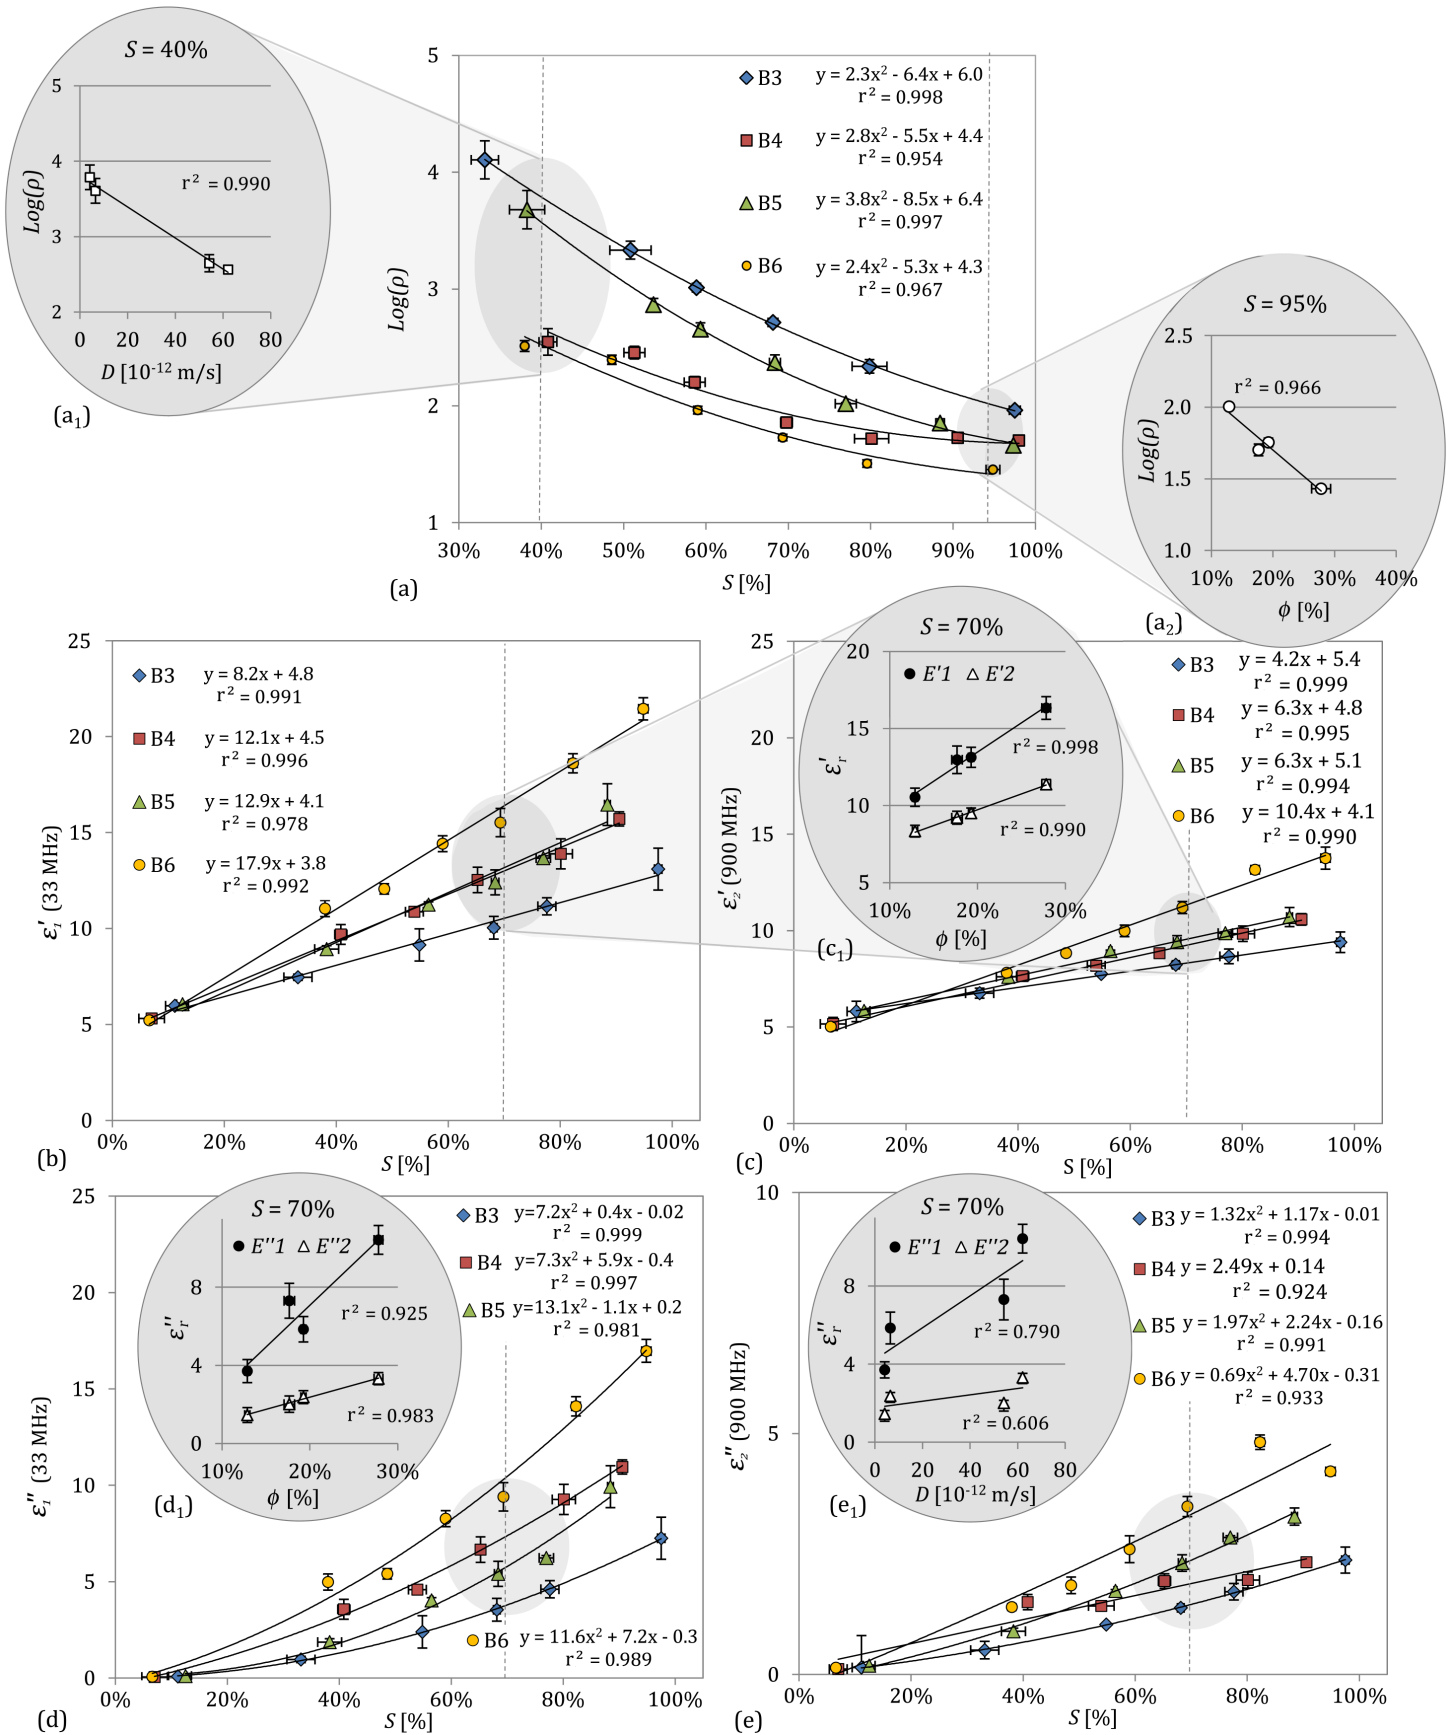 S = 40%
5
4
3
2
Log(ρ)
r² = 0.990
0 20 40 60 80
D [10⁻¹² m/s]
(a₁)
5
4
3
2
1
Log(ρ)
B3 y = 2.3x² - 6.4x + 6.0
r² = 0.998
B4 y = 2.8x² - 5.5x + 4.4
r² = 0.954
B5 y = 3.8x² - 8.5x + 6.4
r² = 0.997
B6 y = 2.4x² - 5.3x + 4.3
r² = 0.967
30% 40% 50% 60% 70% 80% 90% 100%
S [%]
(a)
S = 95%
2.5
2.0
1.5
1.0
Log(ρ)
r² = 0.966
10% 20% 30% 40%
ϕ [%]
(a₂)
25
20
15
10
5
0
ε₁′ (33 MHz)
B3 y = 8.2x + 4.8
r² = 0.991
B4 y = 12.1x + 4.5
r² = 0.996
B5 y = 12.9x + 4.1
r² = 0.978
B6 y = 17.9x + 3.8
r² = 0.992
0% 20% 40% 60% 80% 100%
S [%]
(b)
S = 70%
20
15
10
5
εᵣ′
E'1 E'2
r² = 0.998
r² = 0.990
10% 20% 30%
ϕ [%]
(c₁)
25
20
15
10
5
0
ε₂′ (900 MHz)
B3 y = 4.2x + 5.4
r² = 0.999
B4 y = 6.3x + 4.8
r² = 0.995
B5 y = 6.3x + 5.1
r² = 0.994
B6 y = 10.4x + 4.1
r² = 0.990
0% 20% 40% 60% 80% 100%
S [%]
(c)
S = 70%
E''1 E''2
8
4
0
εᵣ″
r² = 0.925
r² = 0.983
10% 20% 30%
ϕ [%]
(d₁)
25
20
15
10
5
0
ε₁″ (33 MHz)
B3 y=7.2x² + 0.4x - 0.02
r² = 0.999
B4 y=7.3x² + 5.9x - 0.4
r² = 0.997
B5 y=13.1x² - 1.1x + 0.2
r² = 0.981
B6 y = 11.6x² + 7.2x - 0.3
r² = 0.989
0% 20% 40% 60% 80% 100%
S [%]
(d)
S = 70%
E''1 E''2
8
4
0
εᵣ″
r² = 0.790
r² = 0.606
0 20 40 60 80
D [10⁻¹² m/s]
(e₁)
10
5
0
ε₂″ (900 MHz)
B3 y = 1.32x² + 1.17x - 0.01
r² = 0.994
B4 y = 2.49x + 0.14
r² = 0.924
B5 y = 1.97x² + 2.24x - 0.16
r² = 0.991
B6 y = 0.69x² + 4.70x - 0.31
r² = 0.933
0% 20% 40% 60% 80% 100%
S [%]
(e)